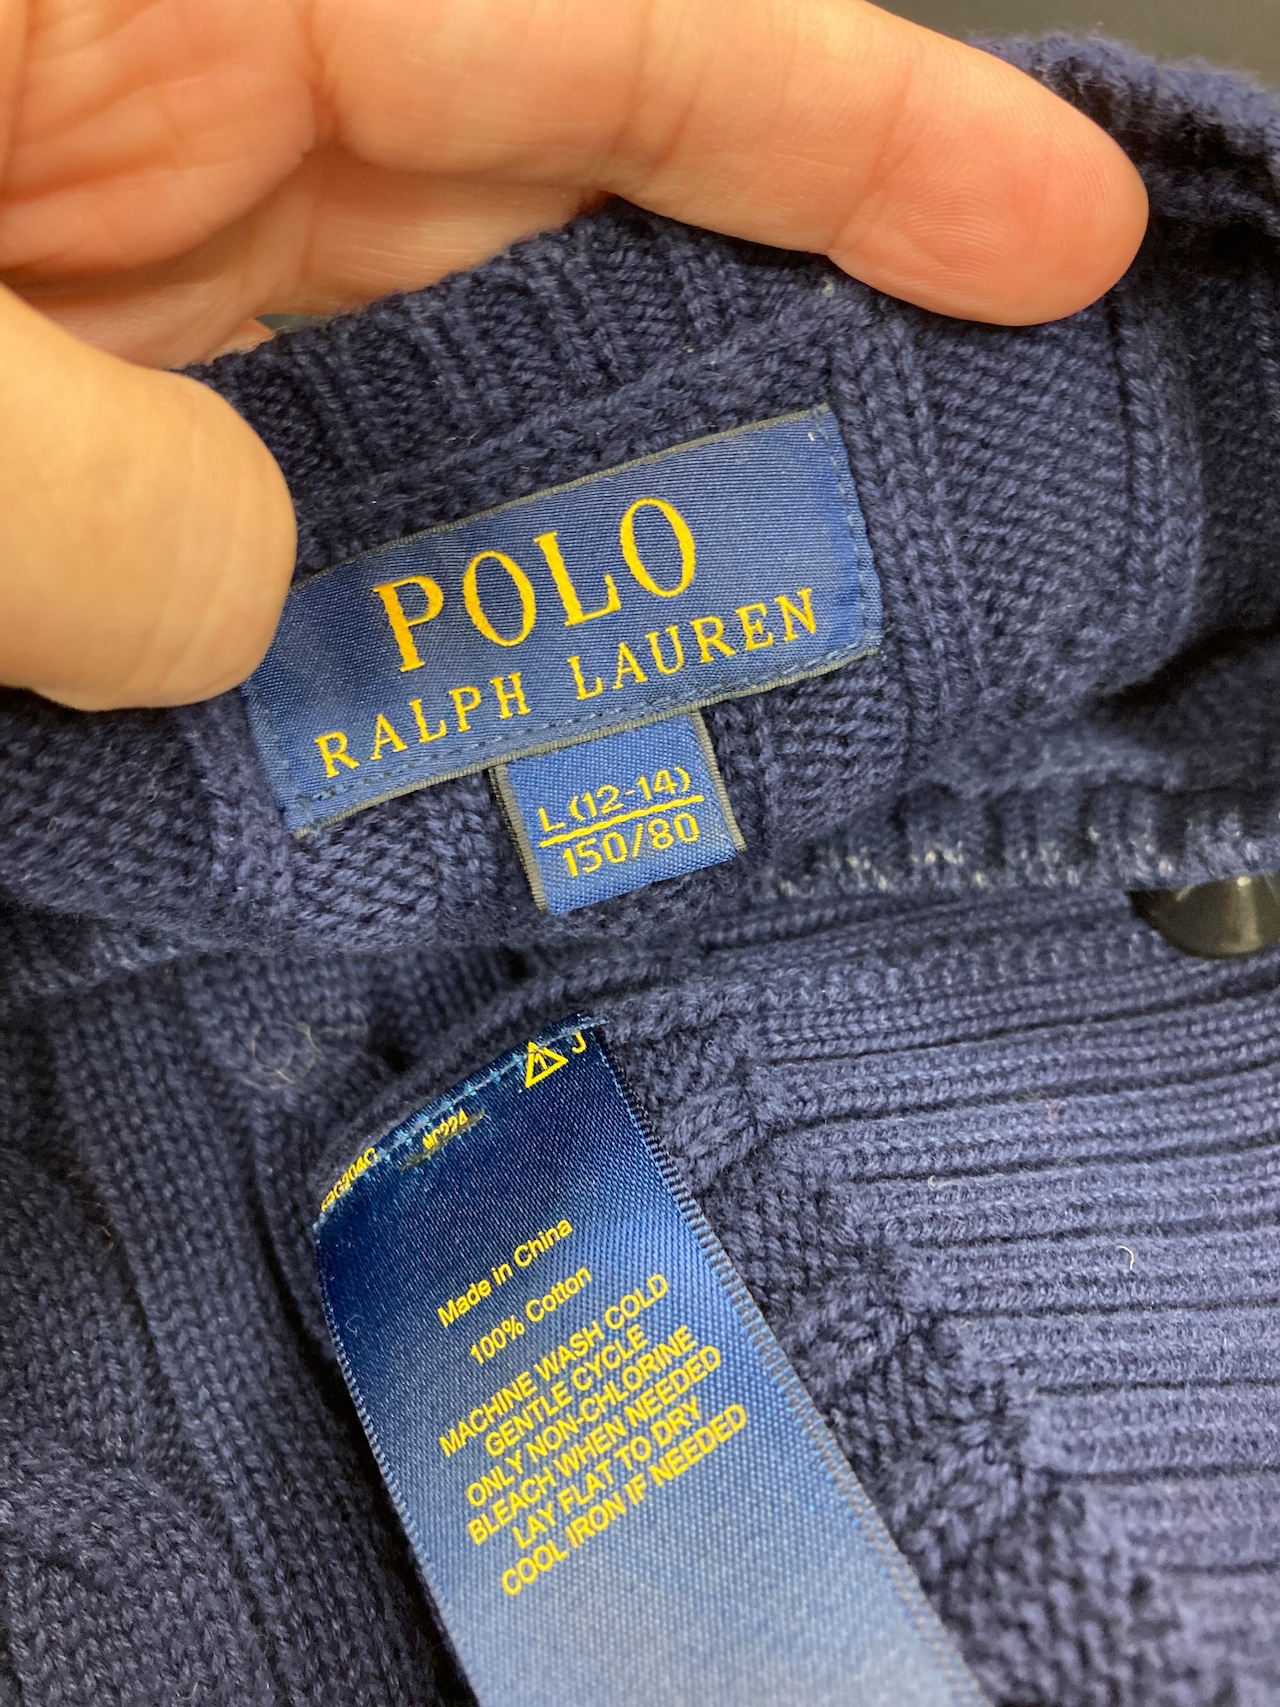 POLO
RALPH LAUREN
L (12-14)
150/80
J
Made in China
100% Cotton
MACHINE WASH COLD
GENTLE CYCLE
ONLY NON-CHLORINE
BLEACH WHEN NEEDED
LAY FLAT TO DRY
COOL IRON IF NEEDED